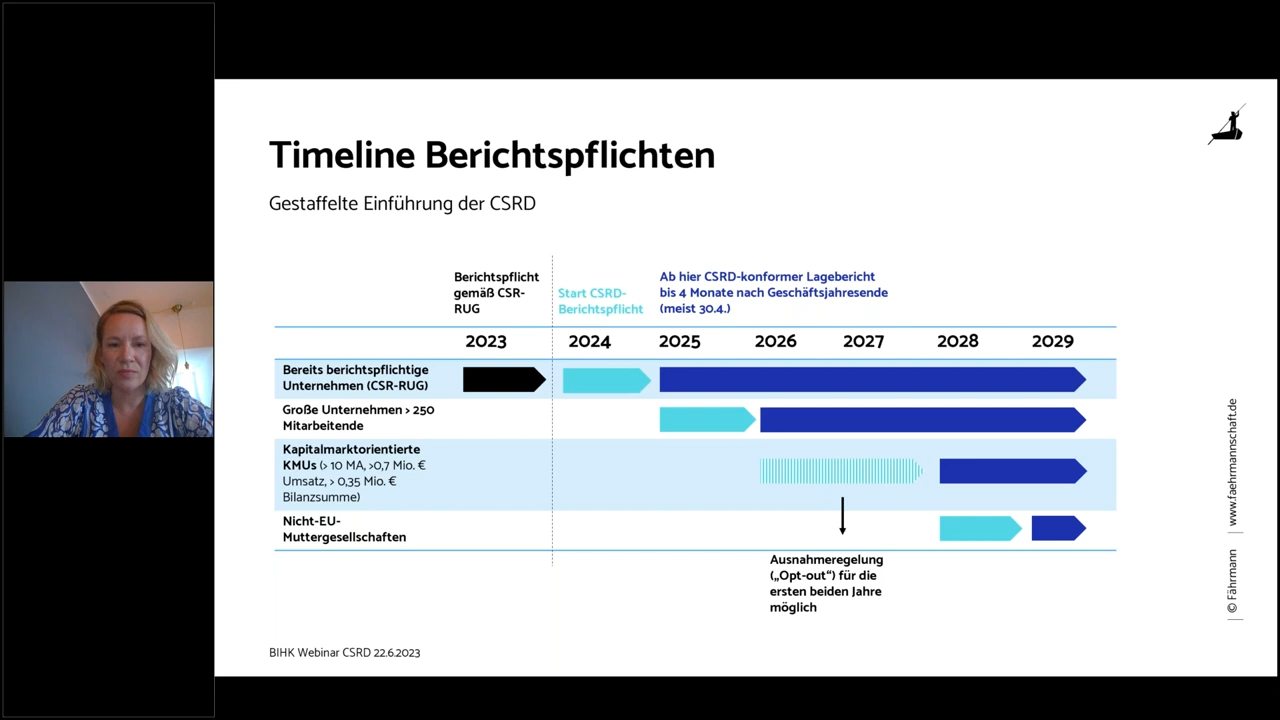 Timeline Berichtspflichten
Gestaffelte Einführung der CSRD
Berichtspflicht
gemäß CSR-
RUG
Start CSRD-
Berichtspflicht
Ab hier CSRD-konformer Lagebericht
bis 4 Monate nach Geschäftsjahresende
(meist 30.4.)
2023 2024 2025 2026 2027 2028 2029
Bereits berichtspflichtige
Unternehmen (CSR-RUG)
Große Unternehmen > 250
Mitarbeitende
Kapitalmarktorientierte
KMUs (> 10 MA, >0,7 Mio. €
Umsatz, > 0,35 Mio. €
Bilanzsumme)
Nicht-EU-
Muttergesellschaften
Ausnahmeregelung
(„Opt-out“) für die
ersten beiden Jahre
möglich
BIHK Webinar CSRD 22.6.2023
| © Fährmann | www.faehrmannschaft.de